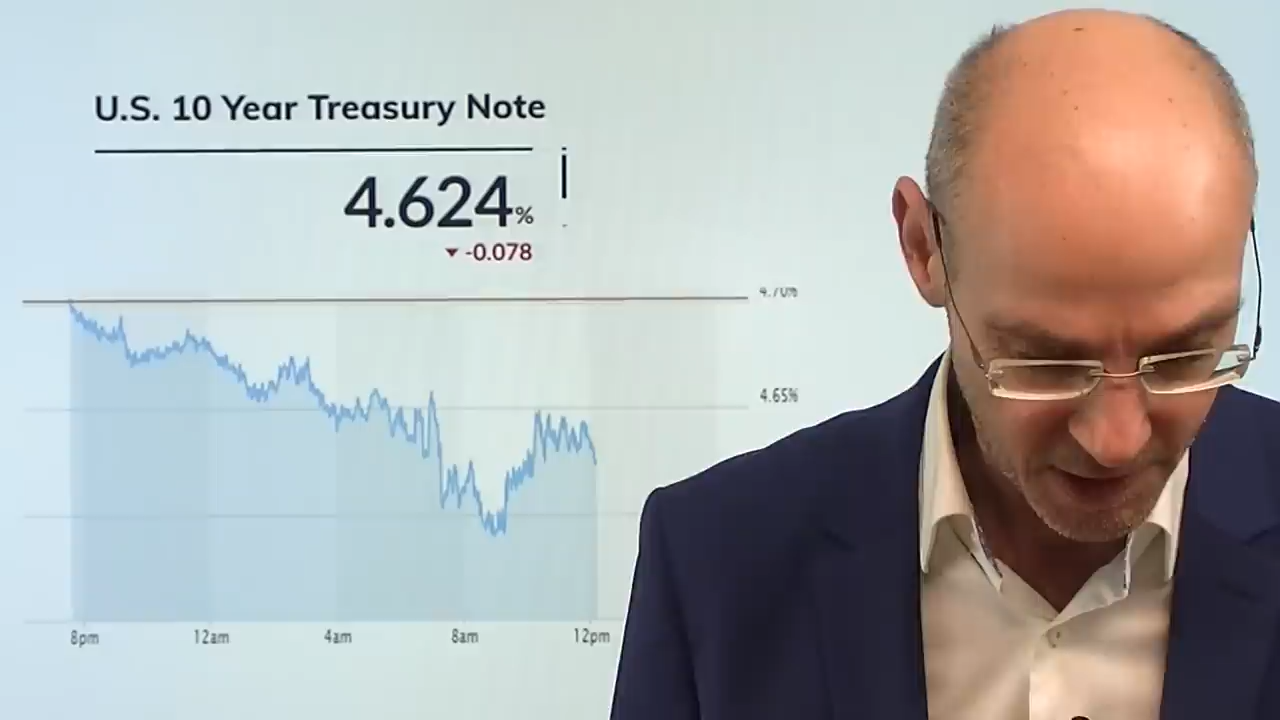 U.S. 10 Year Treasury Note
4.624%
▼ -0.078
4.70%
4.65%
8pm 12am 4am 8am 12pm